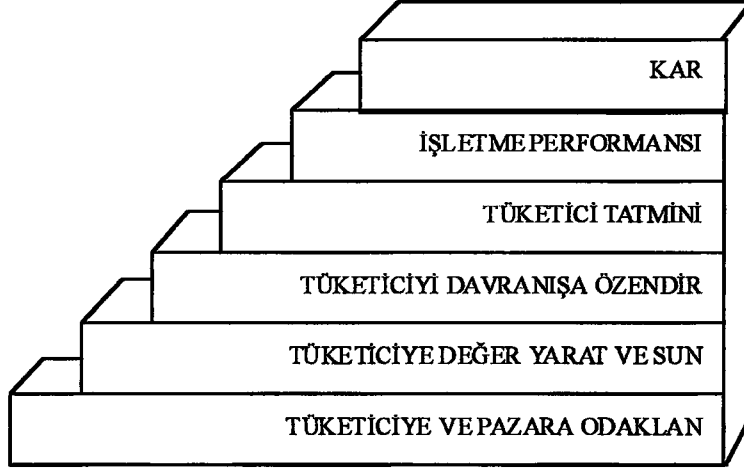 KAR
İŞLETME PERFORMANSI
TÜKETİCİ TATMİNİ
TÜKETİCİYİ DAVRANIŞA ÖZENDİR
TÜKETİCİYE DEĞER YARAT VE SUN
TÜKETİCİYE VE PAZARA ODAKLAN